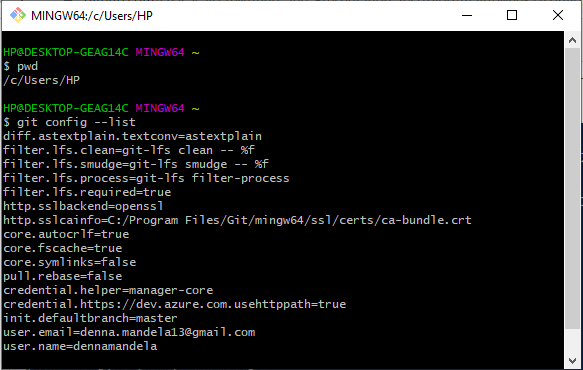 MINGW64:/c/Users/HP
HP@DESKTOP-GEAG14C MINGW64 ~
$ pwd
/c/Users/HP
HP@DESKTOP-GEAG14C MINGW64 ~
$ git config --list
diff.astextplain.textconv=astextplain
filter.lfs.clean=git-lfs clean -- %f
filter.lfs.smudge=git-lfs smudge -- %f
filter.lfs.process=git-lfs filter-process
filter.lfs.required=true
http.sslbackend=openssl
http.sslcainfo=C:/Program Files/Git/mingw64/ssl/certs/ca-bundle.crt
core.autocrlf=true
core.fscache=true
core.symlinks=false
pull.rebase=false
credential.helper=manager-core
credential.https://dev.azure.com.usehttppath=true
init.defaultbranch=master
user.email=denna.mandela13@gmail.com
user.name=dennamandela